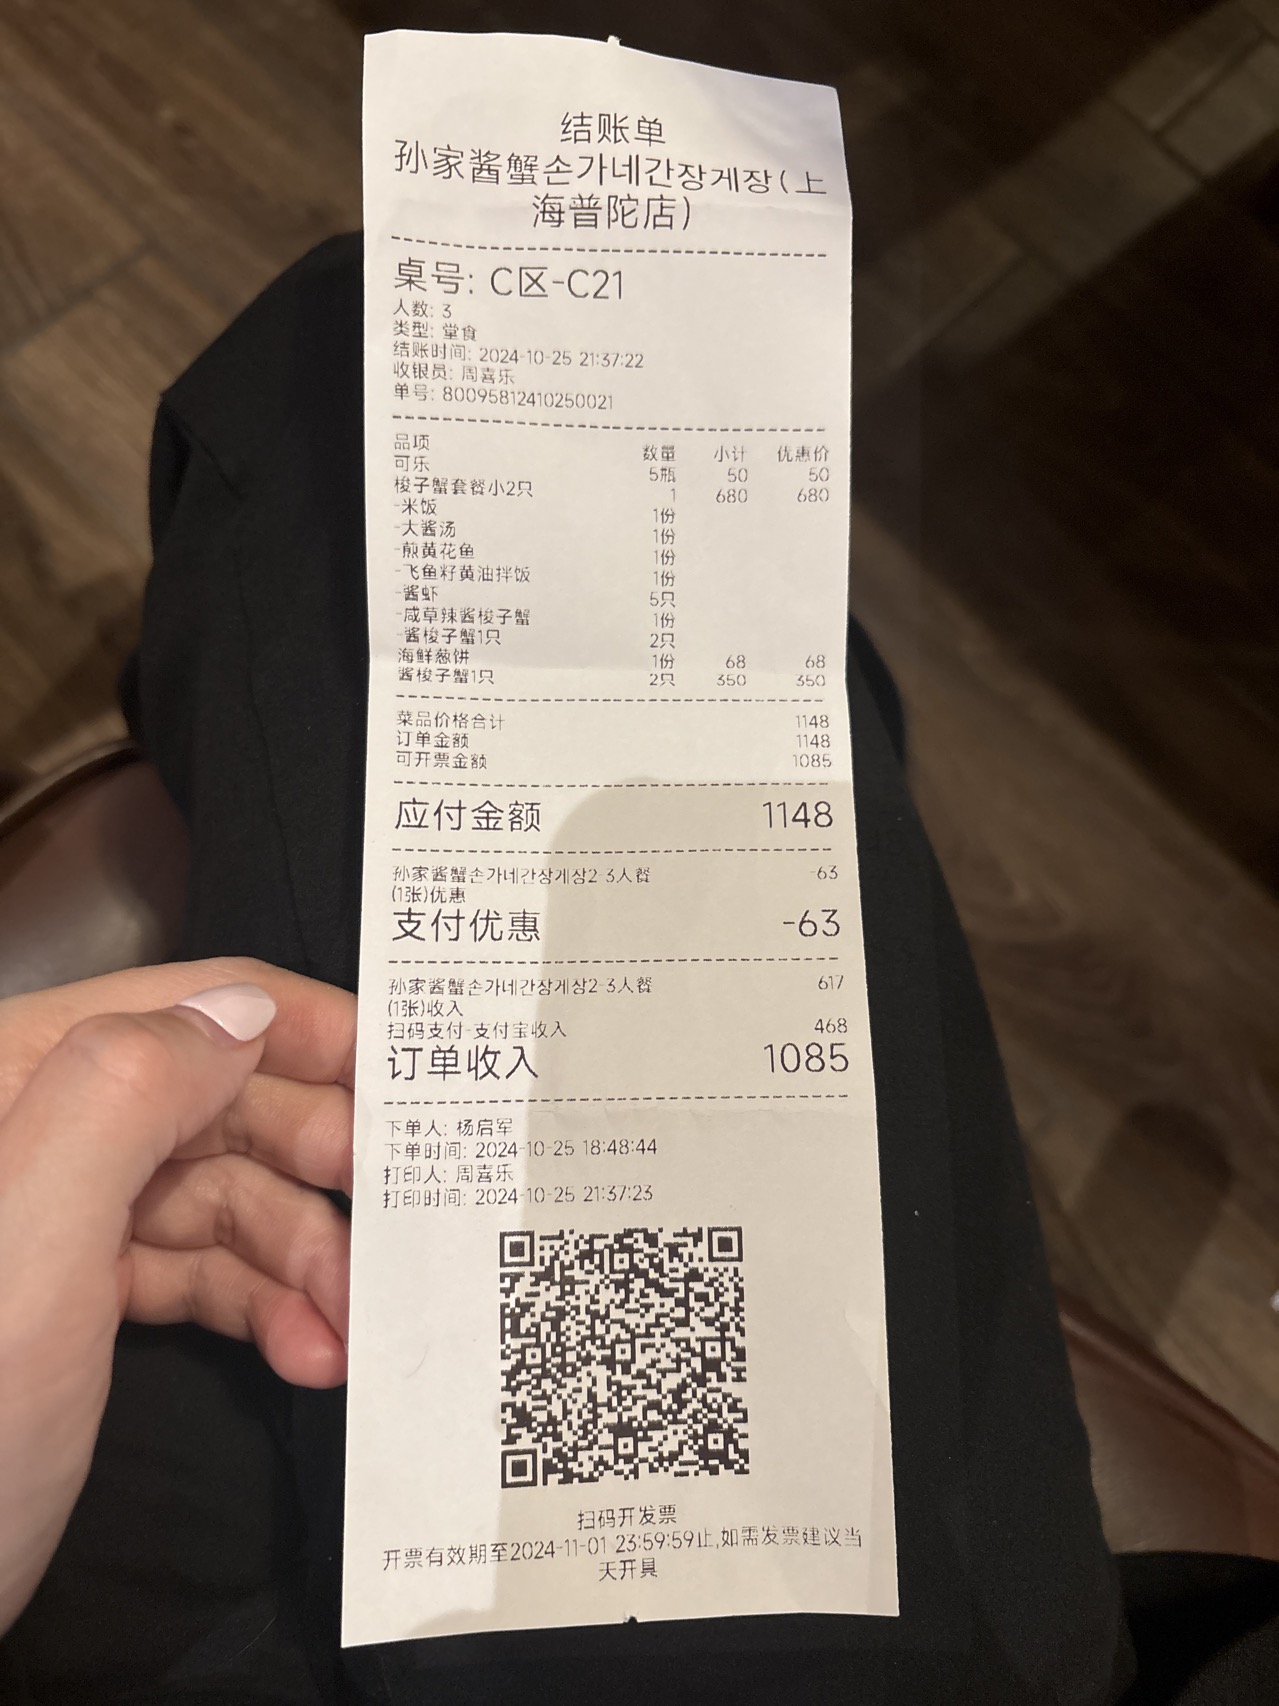 结账单
孙家酱蟹손가네간장게장(上
海普陀店)
桌号: C区-C21
人数: 3
类型: 堂食
结账时间: 2024-10-25 21:37:22
收银员: 周喜乐
单号: 80095812410250021
品项 数量 小计 优惠价
可乐 5瓶 50 50
梭子蟹套餐小2只 1 680 680
-米饭 1份
-大酱汤 1份
-煎黄花鱼 1份
-飞鱼籽黄油拌饭 1份
-酱虾 5只
-咸草辣酱梭子蟹 1份
-酱梭子蟹1只 2只
海鲜葱饼 1份 68 68
酱梭子蟹1只 2只 350 350
菜品价格合计 1148
订单金额 1148
可开票金额 1085
应付金额 1148
孙家酱蟹손가네간장게장2-3人餐 -63
(1张)优惠
支付优惠 -63
孙家酱蟹손가네간장게장2-3人餐 617
(1张)收入
扫码支付-支付宝收入 468
订单收入 1085
下单人: 杨启军
下单时间: 2024-10-25 18:48:44
打印人: 周喜乐
打印时间: 2024-10-25 21:37:23
扫码开发票
开票有效期至2024-11-01 23:59:59止,如需发票建议当
天开具